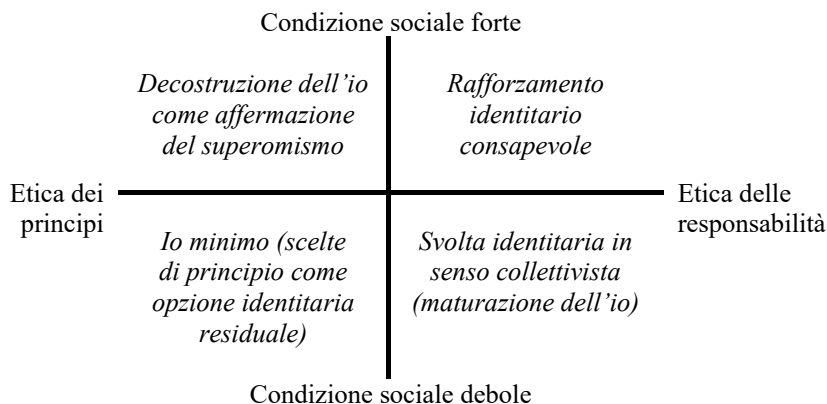 Condizione sociale forte
Decostruzione dell’io
come affermazione
del superomismo
Rafforzamento
identitario
consapevole
Etica dei
principi
Etica delle
responsabilità
Io minimo (scelte
di principio come
opzione identitaria
residuale)
Svolta identitaria in
senso collettivista
(maturazione dell’io)
Condizione sociale debole